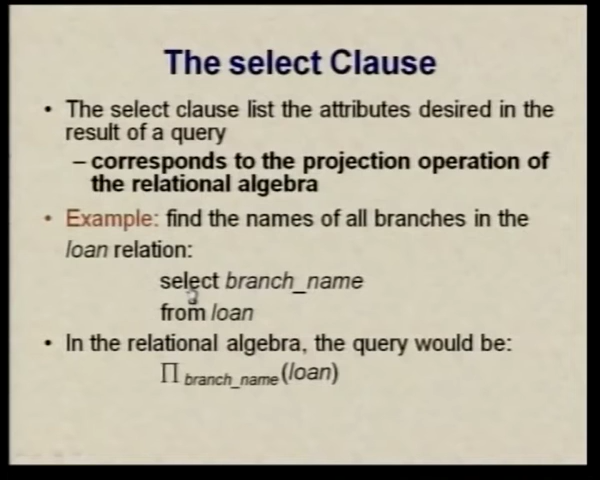 The select Clause
• The select clause list the attributes desired in the
result of a query
– corresponds to the projection operation of
the relational algebra
• Example: find the names of all branches in the
loan relation:
select branch_name
from loan
• In the relational algebra, the query would be:
∏ branch_name(loan)